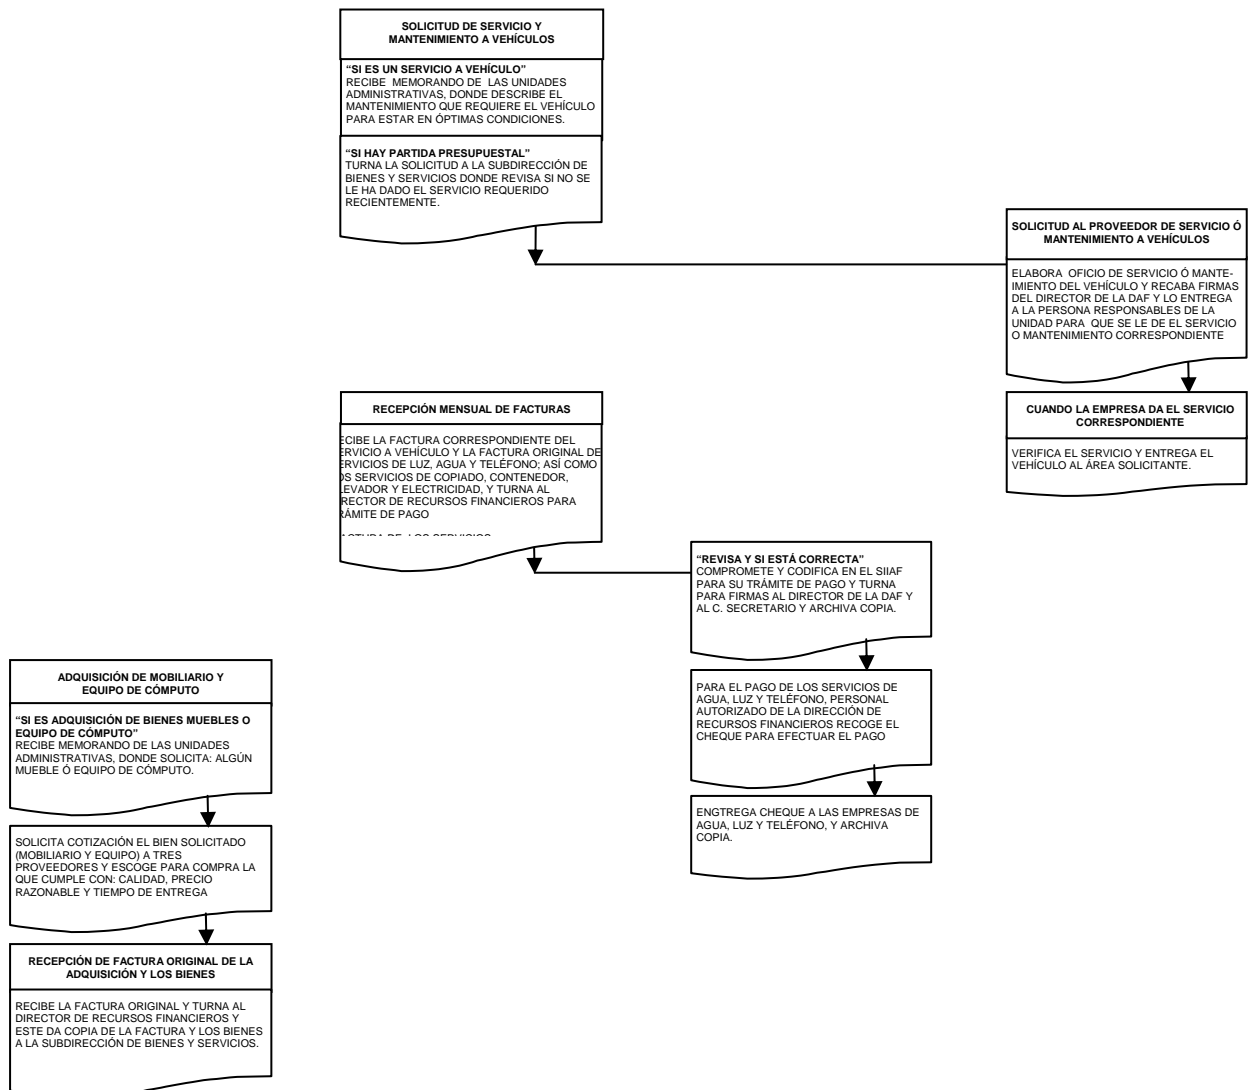 SOLICITUD DE SERVICIO Y
MANTENIMIENTO A VEHÍCULOS
“SI ES UN SERVICIO A VEHÍCULO”
RECIBE MEMORANDO DE LAS UNIDADES
ADMINISTRATIVAS, DONDE DESCRIBE EL
MANTENIMIENTO QUE REQUIERE EL VEHÍCULO
PARA ESTAR EN ÓPTIMAS CONDICIONES.
“SI HAY PARTIDA PRESUPUESTAL”
TURNA LA SOLICITUD A LA SUBDIRECCIÓN DE
BIENES Y SERVICIOS DONDE REVISA SI NO SE
LE HA DADO EL SERVICIO REQUERIDO
RECIENTEMENTE.
SOLICITUD AL PROVEEDOR DE SERVICIO Ó
MANTENIMIENTO A VEHÍCULOS
ELABORA OFICIO DE SERVICIO Ó MANTE-
IMIENTO DEL VEHÍCULO Y RECABA FIRMAS
DEL DIRECTOR DE LA DAF Y LO ENTREGA
A LA PERSONA RESPONSABLES DE LA
UNIDAD PARA QUE SE LE DE EL SERVICIO
O MANTENIMIENTO CORRESPONDIENTE
CUANDO LA EMPRESA DA EL SERVICIO
CORRESPONDIENTE
VERIFICA EL SERVICIO Y ENTREGA EL
VEHÍCULO AL ÁREA SOLICITANTE.
RECEPCIÓN MENSUAL DE FACTURAS
ECIBE LA FACTURA CORRESPONDIENTE DEL
ERVICIO A VEHÍCULO Y LA FACTURA ORIGINAL DE
ERVICIOS DE LUZ, AGUA Y TELÉFONO; ASÍ COMO
OS SERVICIOS DE COPIADO, CONTENEDOR,
LEVADOR Y ELECTRICIDAD, Y TURNA AL
IRECTOR DE RECURSOS FINANCIEROS PARA
RÁMITE DE PAGO
“REVISA Y SI ESTÁ CORRECTA”
COMPROMETE Y CODIFICA EN EL SIIAF
PARA SU TRÁMITE DE PAGO Y TURNA
PARA FIRMAS AL DIRECTOR DE LA DAF Y
AL C. SECRETARIO Y ARCHIVA COPIA.
PARA EL PAGO DE LOS SERVICIOS DE
AGUA, LUZ Y TELÉFONO, PERSONAL
AUTORIZADO DE LA DIRECCIÓN DE
RECURSOS FINANCIEROS RECOGE EL
CHEQUE PARA EFECTUAR EL PAGO
ENGTREGA CHEQUE A LAS EMPRESAS DE
AGUA, LUZ Y TELÉFONO, Y ARCHIVA
COPIA.
ADQUISICIÓN DE MOBILIARIO Y
EQUIPO DE CÓMPUTO
“SI ES ADQUISICIÓN DE BIENES MUEBLES O
EQUIPO DE CÓMPUTO”
RECIBE MEMORANDO DE LAS UNIDADES
ADMINISTRATIVAS, DONDE SOLICITA: ALGÚN
MUEBLE Ó EQUIPO DE CÓMPUTO.
SOLICITA COTIZACIÓN EL BIEN SOLICITADO
(MOBILIARIO Y EQUIPO) A TRES
PROVEEDORES Y ESCOGE PARA COMPRA LA
QUE CUMPLE CON: CALIDAD, PRECIO
RAZONABLE Y TIEMPO DE ENTREGA
RECEPCIÓN DE FACTURA ORIGINAL DE LA
ADQUISICIÓN Y LOS BIENES
RECIBE LA FACTURA ORIGINAL Y TURNA AL
DIRECTOR DE RECURSOS FINANCIEROS Y
ESTE DA COPIA DE LA FACTURA Y LOS BIENES
A LA SUBDIRECCIÓN DE BIENES Y SERVICIOS.